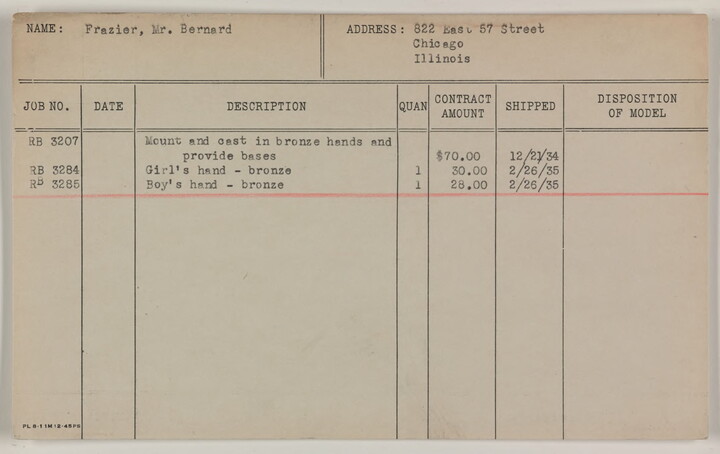 NAME: Frazier, Mr. Bernard ADDRESS: 822 East 57 Street
Chicago
Illinois
JOB NO. DATE DESCRIPTION QUAN CONTRACT AMOUNT SHIPPED DISPOSITION OF MODEL
RB 3207 Mount and cast in bronze hands and
provide bases $70.00 12/21/34
RB 3284 Girl's hand - bronze 1 30.00 2/26/35
RB 3285 Boy's hand - bronze 1 28.00 2/26/35